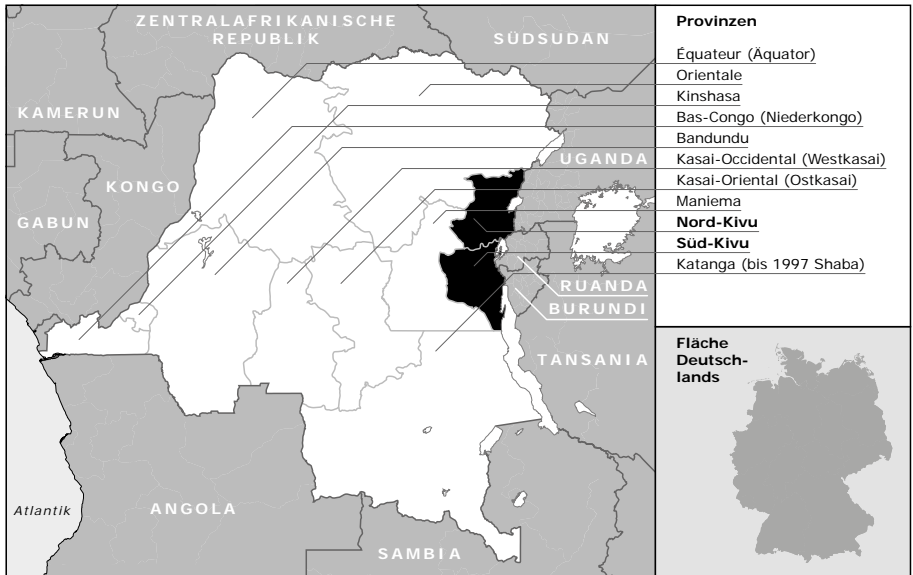 ZENTRALAFRIKANISCHE
REPUBLIK
SÜDSUDAN
KAMERUN
KONGO
GABUN
UGANDA
RUANDA
BURUNDI
TANSANIA
Atlantik
ANGOLA
SAMBIA
Provinzen
Équateur (Äquator)
Orientale
Kinshasa
Bas-Congo (Niederkongo)
Bandundu
Kasai-Occidental (Westkasai)
Kasai-Oriental (Ostkasai)
Maniema
Nord-Kivu
Süd-Kivu
Katanga (bis 1997 Shaba)
Fläche
Deutsch-
lands